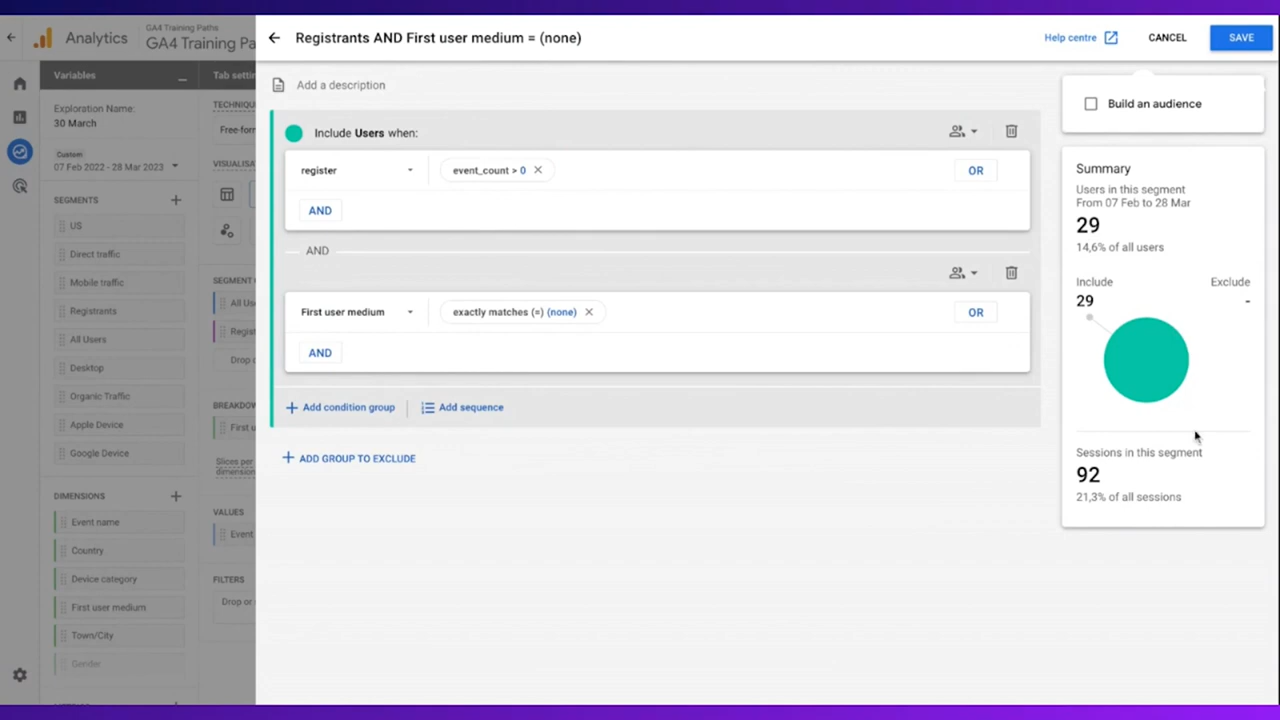 Analytics
GA4 Training Paths
GA4 Training Pa
Registrants AND First user medium = (none)
Help centre
CANCEL
SAVE
Variables
Tab setti
Exploration Name:
30 March
Custom
07 Feb 2022 - 28 Mar 2023
SEGMENTS
US
Direct traffic
Mobile traffic
Registrants
All Users
Desktop
Organic Traffic
Apple Device
Google Device
DIMENSIONS
Event name
Country
Device category
First user medium
Town/City
Gender
TECHNIQU
Free-form
VISUALISA
SEGMENT
All Us
Regist
Drop o
BREAKDOW
First u
Slices per
dimension
VALUES
Event
FILTERS
Drop or
Add a description
Include Users when:
register
event_count > 0
OR
AND
AND
First user medium
exactly matches (=) (none)
OR
AND
Add condition group
Add sequence
ADD GROUP TO EXCLUDE
Build an audience
Summary
Users in this segment
From 07 Feb to 28 Mar
29
14,6% of all users
Include
Exclude
29
-
Sessions in this segment
92
21,3% of all sessions